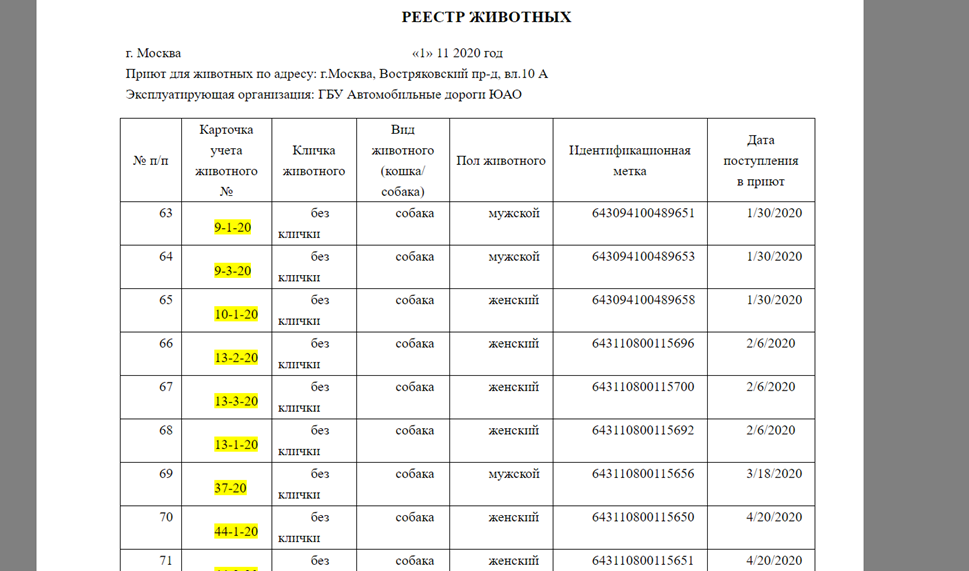 РЕЕСТР ЖИВОТНЫХ
г. Москва «1» 11 2020 год
Приют для животных по адресу: г.Москва, Востряковский пр-д, вл.10 А
Эксплуатирующая организация: ГБУ Автомобильные дороги ЮАО
№ п/п
Карточка
учета
животного
№
Кличка
животного
Вид
животного
(кошка/
собака)
Пол животного
Идентификационная
метка
Дата
поступления
в приют
63 9-1-20 без собака мужской 643094100489651 1/30/2020
клички
64 9-3-20 без собака мужской 643094100489653 1/30/2020
клички
65 10-1-20 без собака женский 643094100489658 1/30/2020
клички
66 13-2-20 без собака женский 643110800115696 2/6/2020
клички
67 13-3-20 без собака женский 643110800115700 2/6/2020
клички
68 13-1-20 без собака женский 643110800115692 2/6/2020
клички
69 37-20 без собака мужской 643110800115656 3/18/2020
клички
70 44-1-20 без собака женский 643110800115650 4/20/2020
клички
71 без собака женский 643110800115651 4/20/2020